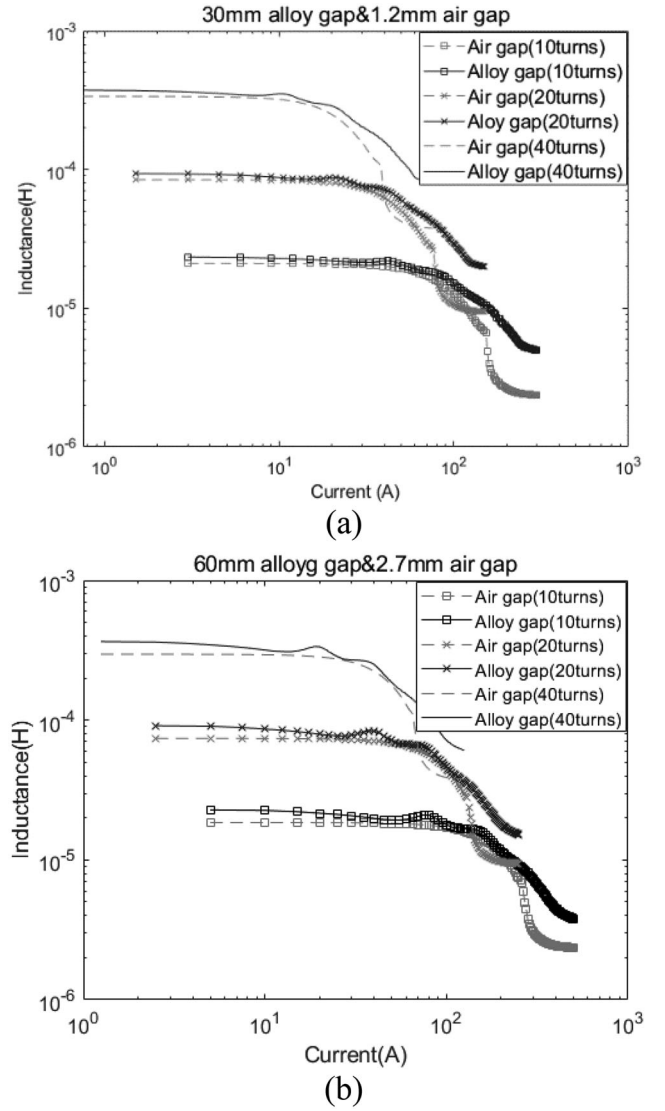 30mm alloy gap&1.2mm air gap
10⁻³
Air gap(10turns)
Alloy gap(10turns)
Air gap(20turns)
Aloy gap(20turns)
Air gap(40turns)
Alloy gap(40turns)
10⁻⁴
Inductance(H)
10⁻⁵
10⁻⁶
10⁰ 10¹ 10² 10³
Current (A)
(a)
60mm alloyg gap&2.7mm air gap
10⁻³
Air gap(10turns)
Alloy gap(10turns)
Air gap(20turns)
Alloy gap(20turns)
Air gap(40turns)
Alloy gap(40turns)
10⁻⁴
Inductance(H)
10⁻⁵
10⁻⁶
10⁰ 10¹ 10² 10³
Current(A)
(b)